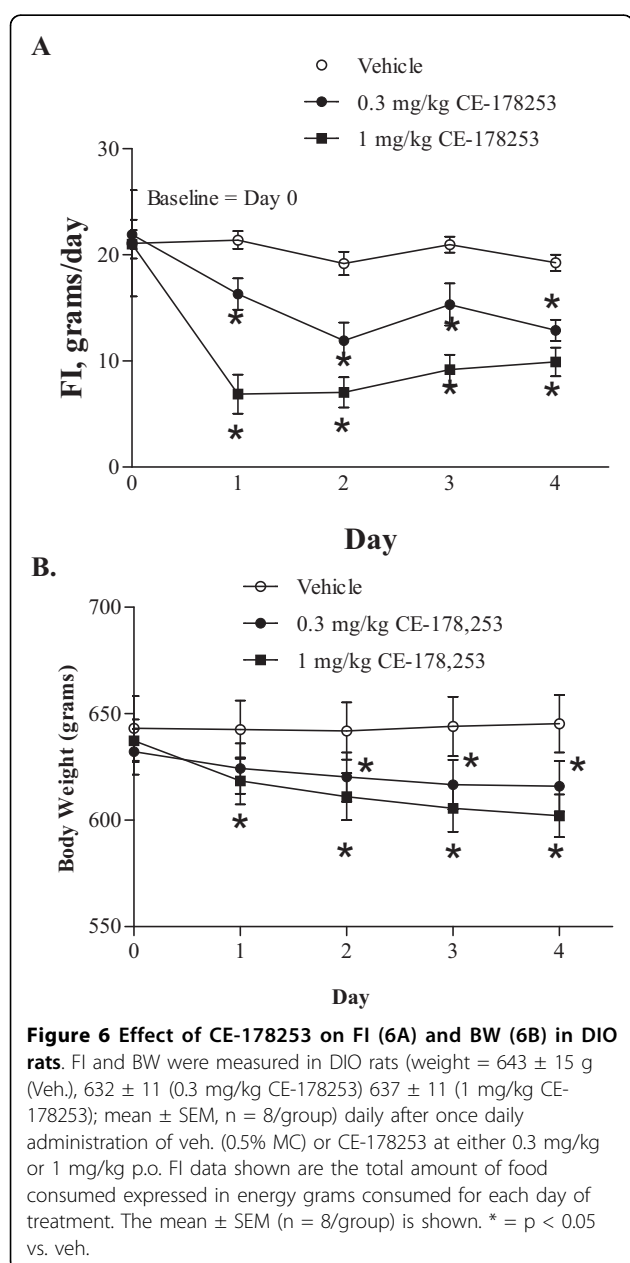 A
Vehicle
0.3 mg/kg CE-178253
1 mg/kg CE-178253
30
Baseline = Day 0
20
10
0
FI, grams/day
*
*
*
*
*
*
*
*
0 1 2 3 4
Day
B.
Vehicle
0.3 mg/kg CE-178,253
1 mg/kg CE-178,253
700
650
600
550
Body Weight (grams)
*
*
*
*
*
*
*
0 1 2 3 4
Day
Figure 6 Effect of CE-178253 on FI (6A) and BW (6B) in DIO
rats. FI and BW were measured in DIO rats (weight = 643 ± 15 g
(Veh.), 632 ± 11 (0.3 mg/kg CE-178253) 637 ± 11 (1 mg/kg CE-
178253); mean ± SEM, n = 8/group) daily after once daily
administration of veh. (0.5% MC) or CE-178253 at either 0.3 mg/kg
or 1 mg/kg p.o. FI data shown are the total amount of food
consumed expressed in energy grams consumed for each day of
treatment. The mean ± SEM (n = 8/group) is shown. * = p < 0.05
vs. veh.